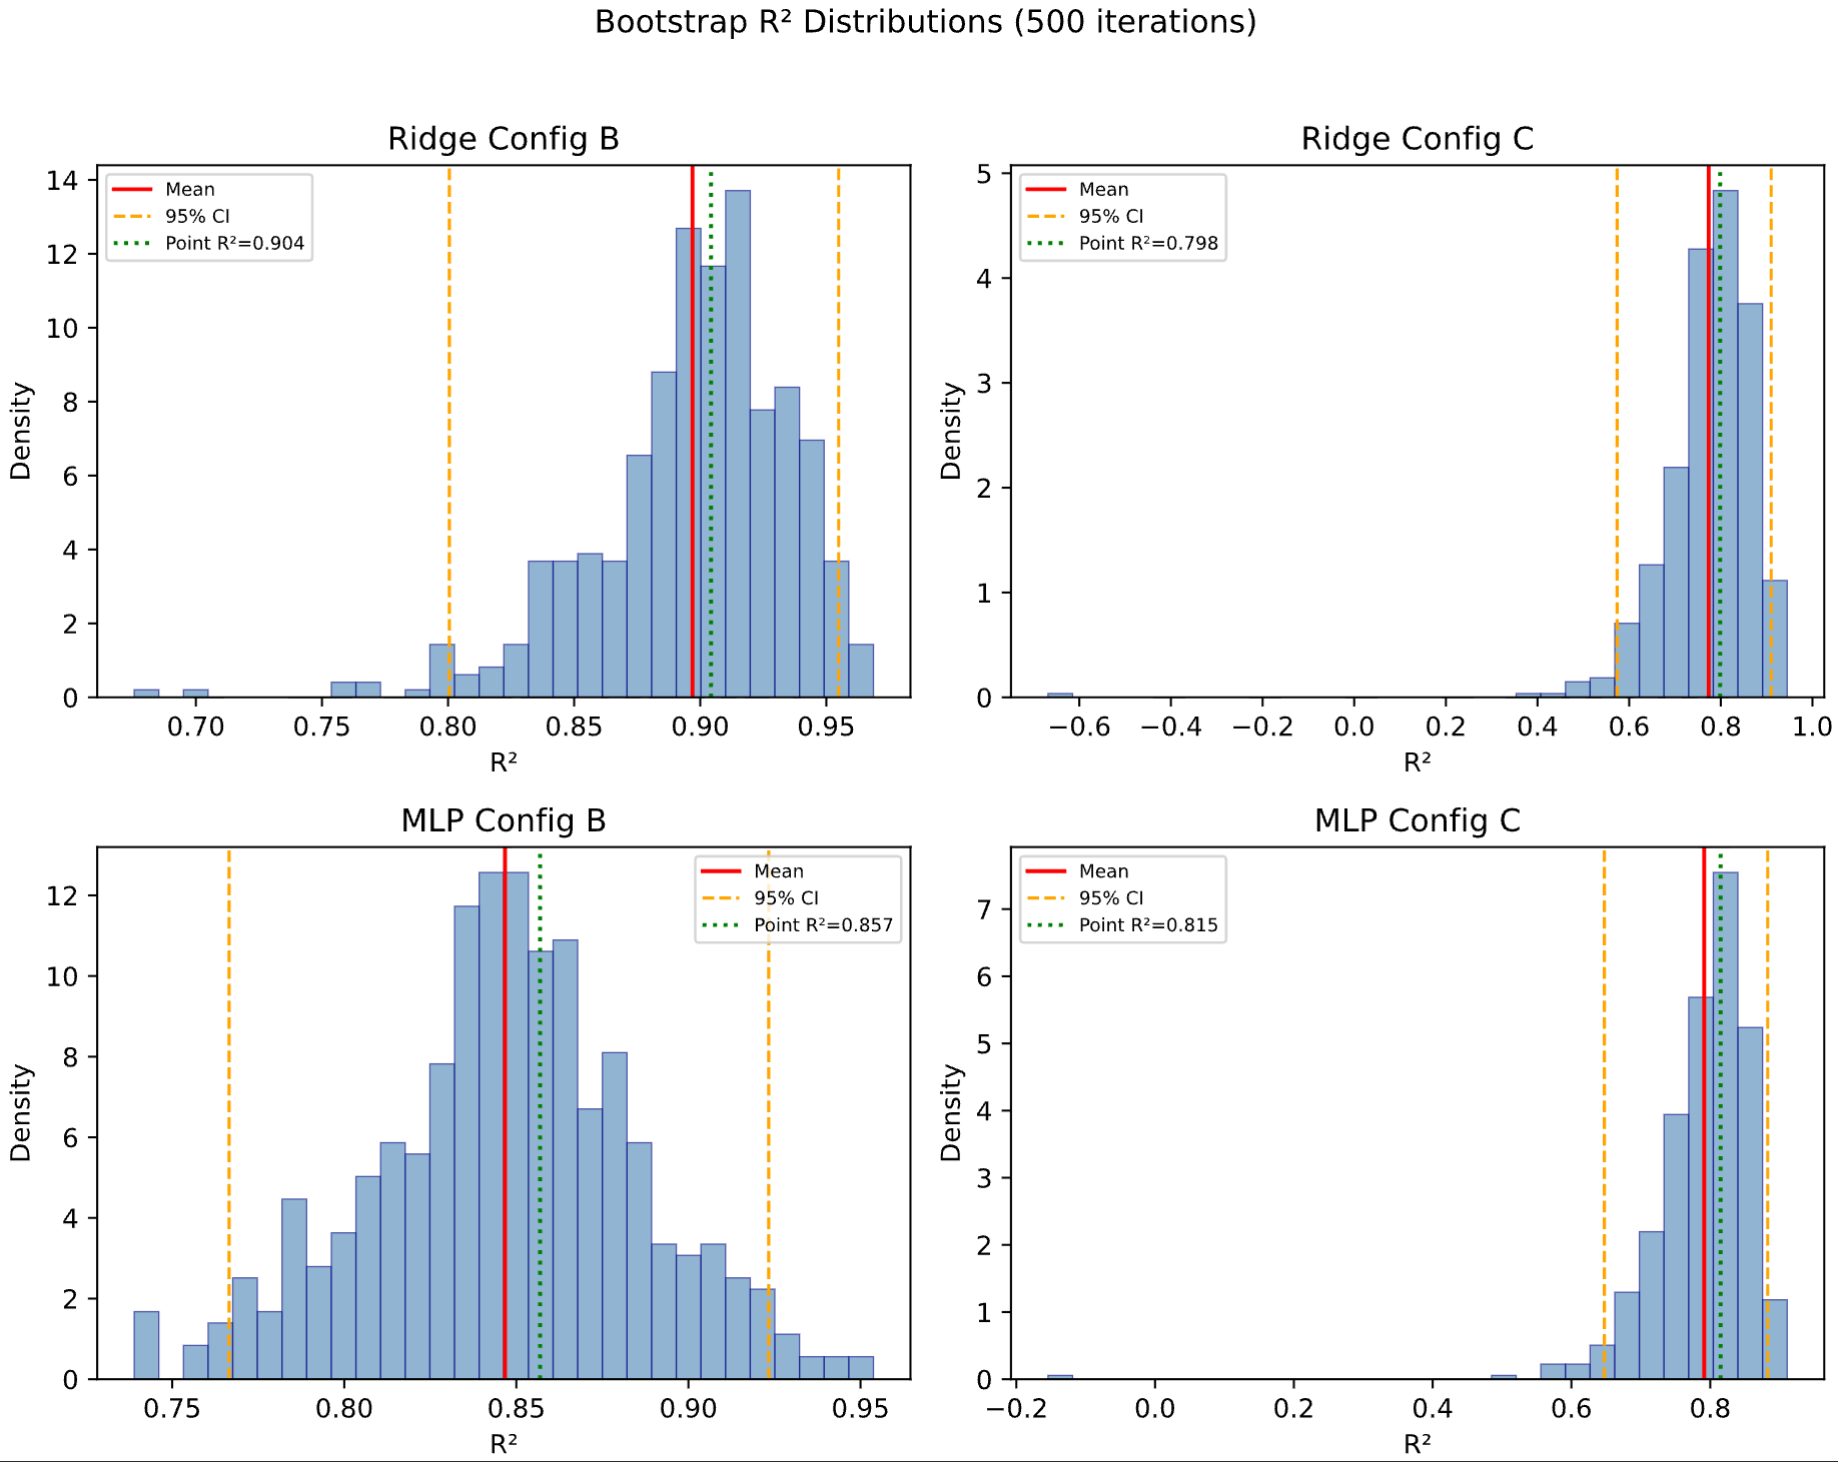 Bootstrap R² Distributions (500 iterations)
Ridge Config B
Mean
95% CI
Point R²=0.904
Density
14
12
10
8
6
4
2
0
0.70 0.75 0.80 0.85 0.90 0.95
R²
Ridge Config C
Mean
95% CI
Point R²=0.798
Density
5
4
3
2
1
0
−0.6 −0.4 −0.2 0.0 0.2 0.4 0.6 0.8 1.0
R²
MLP Config B
Mean
95% CI
Point R²=0.857
Density
12
10
8
6
4
2
0
0.75 0.80 0.85 0.90 0.95
R²
MLP Config C
Mean
95% CI
Point R²=0.815
Density
7
6
5
4
3
2
1
0
−0.2 0.0 0.2 0.4 0.6 0.8
R²